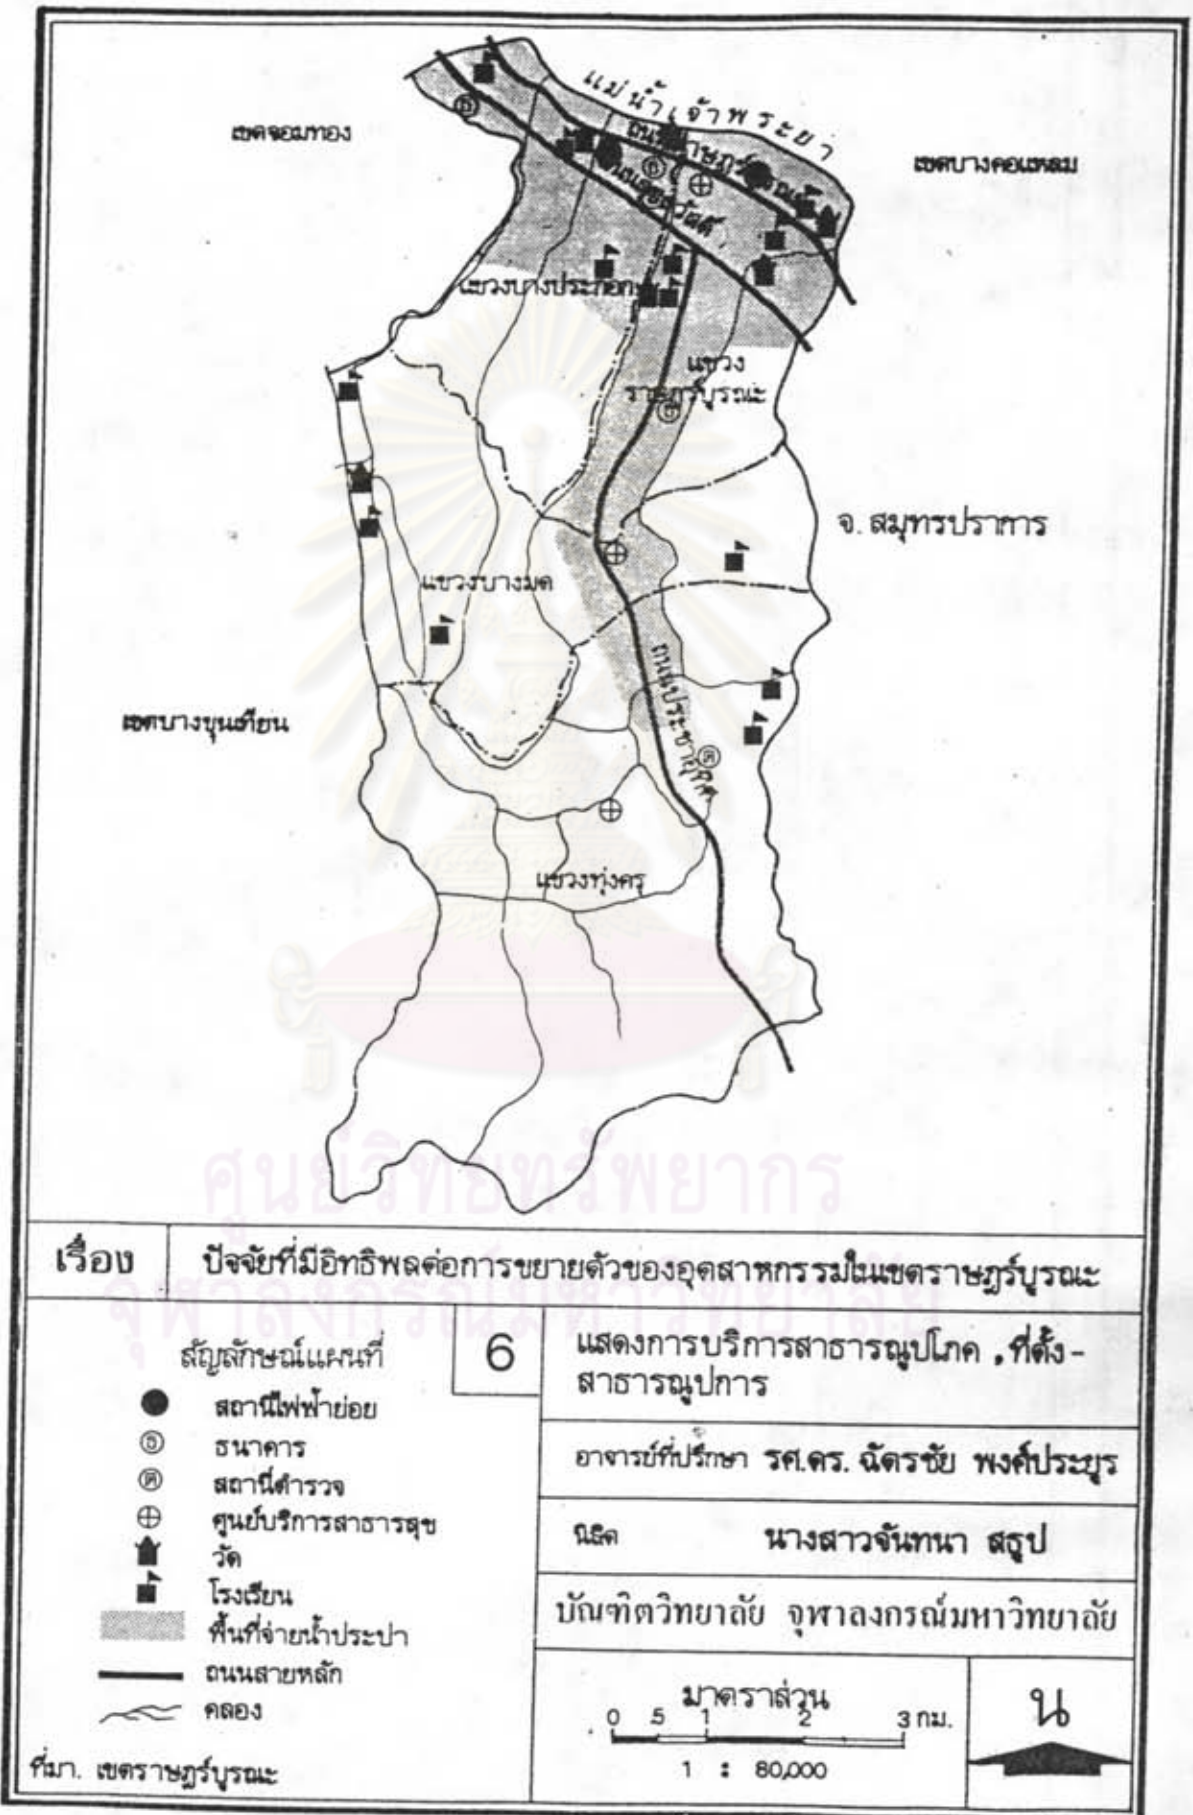 แม่น้ำเจ้าพระยา
เขตจอมทอง
เขตบางคอแหลม
แขวงบางประกอก
แขวง
ราษฎร์บูรณะ
จ. สมุทรปราการ
แขวงบางมด
ถนนประชาอุทิศ
เขตบางขุนเทียน
แขวงทุ่งครุ
ศูนย์วิทยทรัพยากร
จุฬาลงกรณ์มหาวิทยาลัย
เรื่อง
ปัจจัยที่มีอิทธิพลต่อการขยายตัวของอุตสาหกรรมในเขตราษฎร์บูรณะ
สัญลักษณ์แผนที่
6
สถานีไฟฟ้าย่อย
ธ ธนาคาร
ต สถานีตำรวจ
ศูนย์บริการสาธารสุข
วัด
โรงเรียน
พื้นที่จ่ายน้ำประปา
ถนนสายหลัก
คลอง
ที่มา. เขตราษฎร์บูรณะ
แสดงการบริการสาธารณูปโภค , ที่ตั้ง -
สาธารณูปการ
อาจารย์ที่ปรึกษา รศ.ดร. ฉัตรชัย พงศ์ประยูร
นิสิต นางสาวจันทนา สธูป
บัณฑิตวิทยาลัย จุฬาลงกรณ์มหาวิทยาลัย
มาตราส่วน
0 .5 1 2 3 กม.
1 : 80,000
น